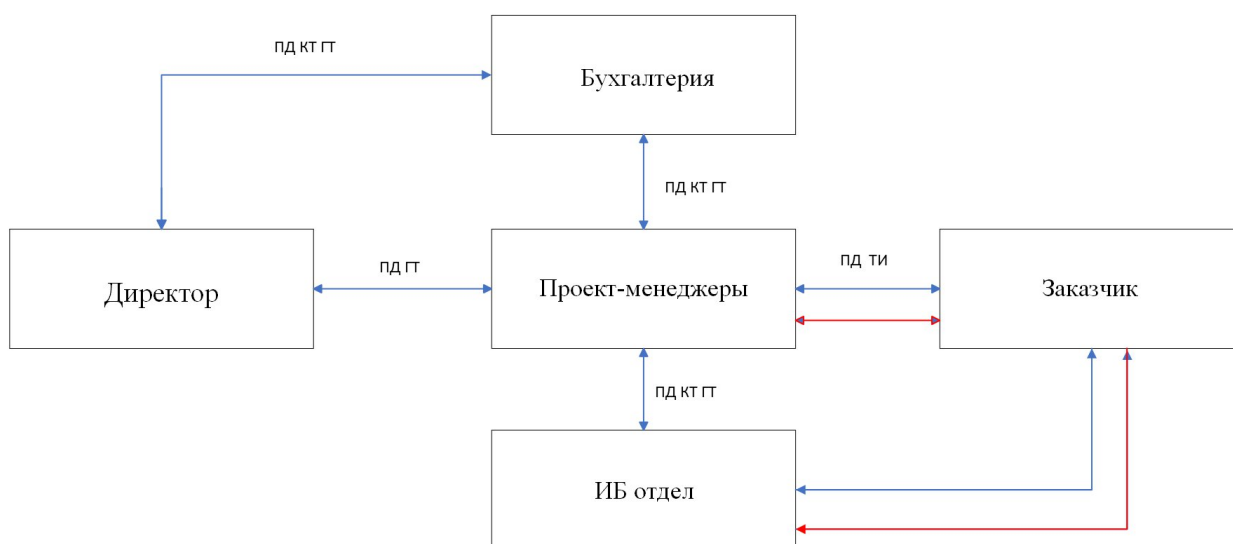 ПД КТ ГТ
Бухгалтерия
ПД КТ ГТ
Директор
ПД ГТ
Проект-менеджеры
ПД ТИ
Заказчик
ПД КТ ГТ
ИБ отдел